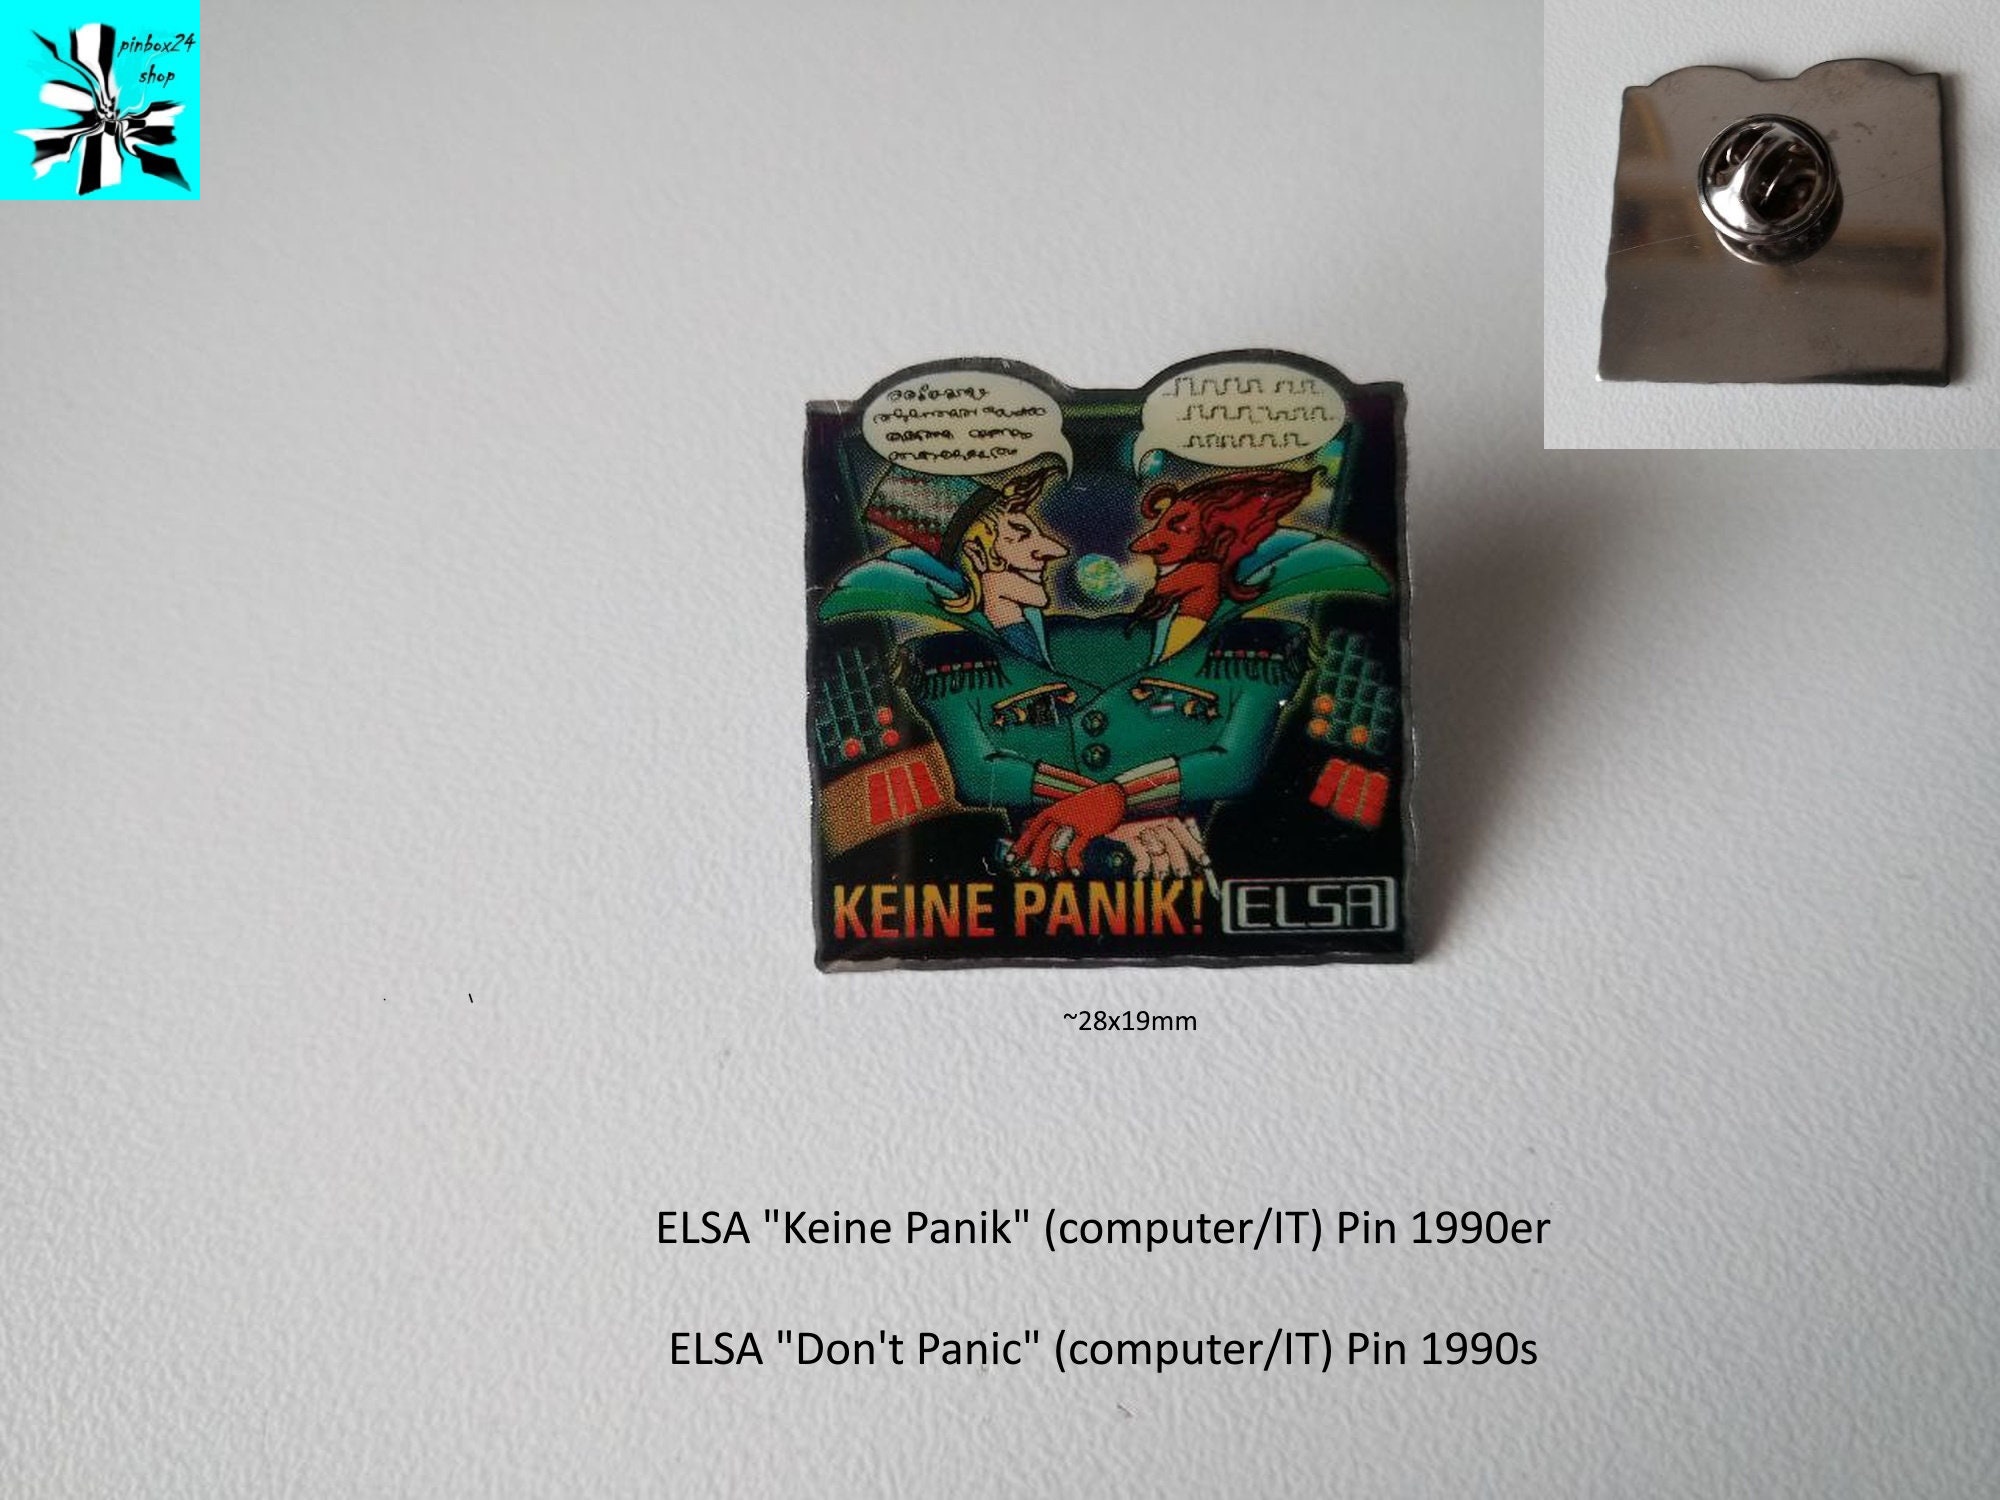 pinbox24
shop
KEINE PANIK! ELSA
~28x19mm
ELSA "Keine Panik" (computer/IT) Pin 1990er
ELSA "Don't Panic" (computer/IT) Pin 1990s